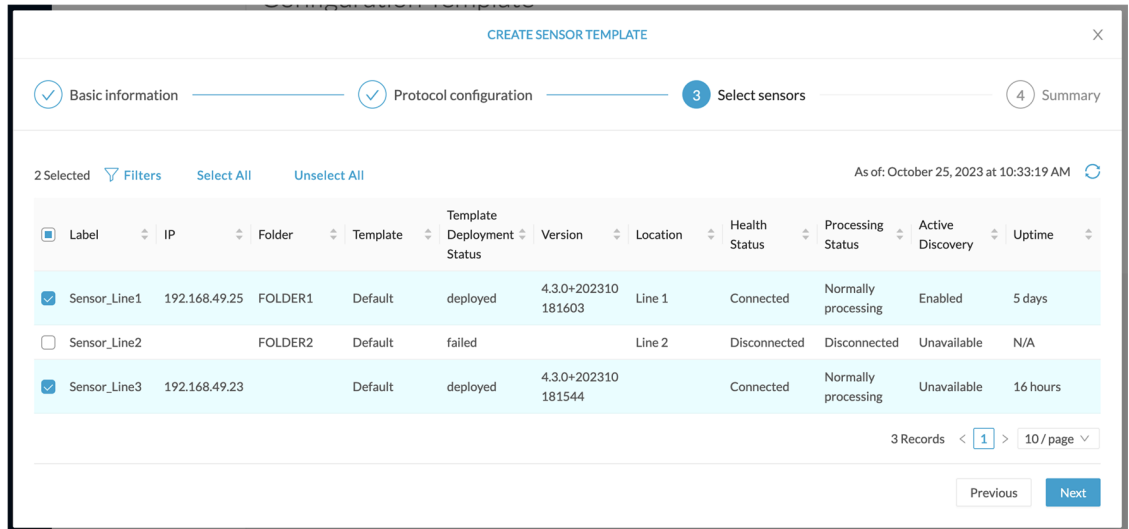 Configuration Template
CREATE SENSOR TEMPLATE
Basic information
Protocol configuration
3 Select sensors
4 Summary
2 Selected Filters Select All Unselect All
As of: October 25, 2023 at 10:33:19 AM
Label IP Folder Template Template Deployment Status Version Location Health Status Processing Status Active Discovery Uptime
Sensor_Line1 192.168.49.25 FOLDER1 Default deployed 4.3.0+202310181603 Line 1 Connected Normally processing Enabled 5 days
Sensor_Line2 FOLDER2 Default failed Line 2 Disconnected Disconnected Unavailable N/A
Sensor_Line3 192.168.49.23 Default deployed 4.3.0+202310181544 Connected Normally processing Unavailable 16 hours
3 Records < 1 > 10 / page
Previous Next